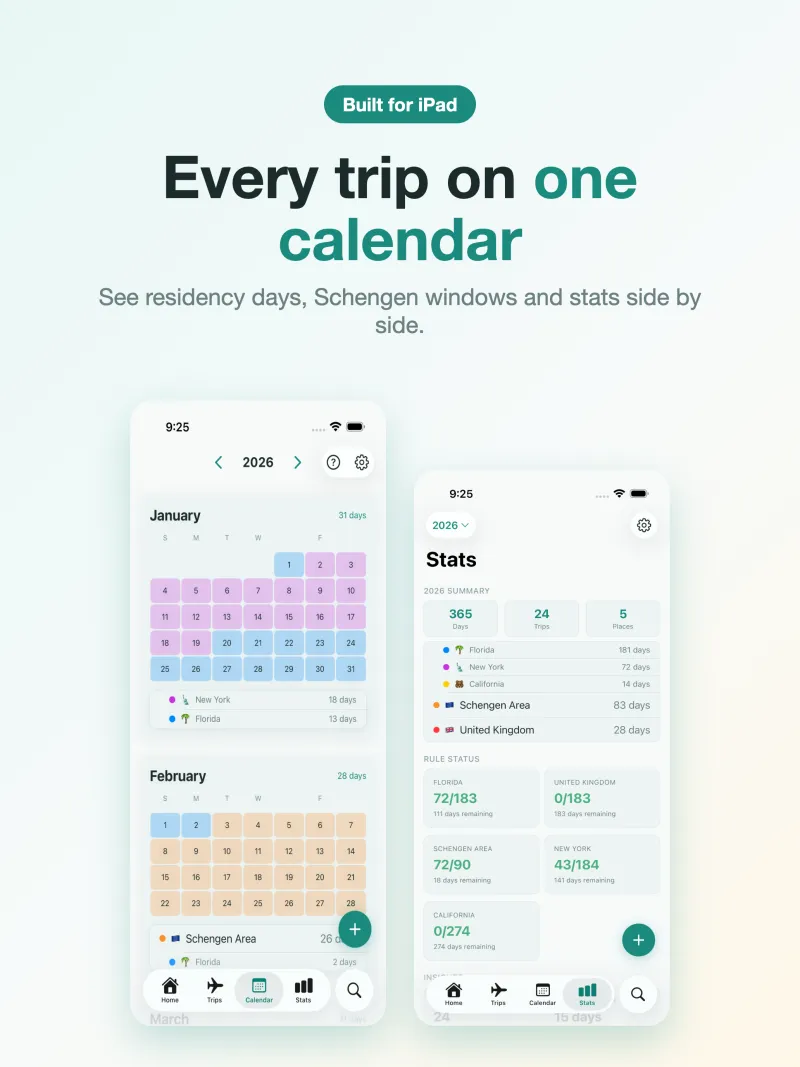 Built for iPad
Every trip on one
calendar
See residency days, Schengen windows and stats side by
side.
9:25
2026
January
31 days
S M T W F
1 2 3
4 5 6 7 8 9 10
11 12 13 14 15 16 17
18 19 20 21 22 23 24
25 26 27 28 29 30 31
New York 18 days
Florida 13 days
February
28 days
S M T W F
1 2 3 4 5 6 7
8 9 10 11 12 13 14
15 16 17 18 19 20 21
22 23 24 25 26 27 28
Schengen Area 26
Florida 2 days
Home Trips Calendar Stats
March
9:25
2026
Stats
2026 SUMMARY
365 24 5
Days Trips Places
Florida 181 days
New York 72 days
California 14 days
Schengen Area 83 days
United Kingdom 28 days
RULE STATUS
FLORIDA UNITED KINGDOM
72/183 0/183
111 days remaining 183 days remaining
SCHENGEN AREA NEW YORK
72/90 43/184
18 days remaining 141 days remaining
CALIFORNIA
0/274
274 days remaining
Home Trips Calendar Stats
24 15 days